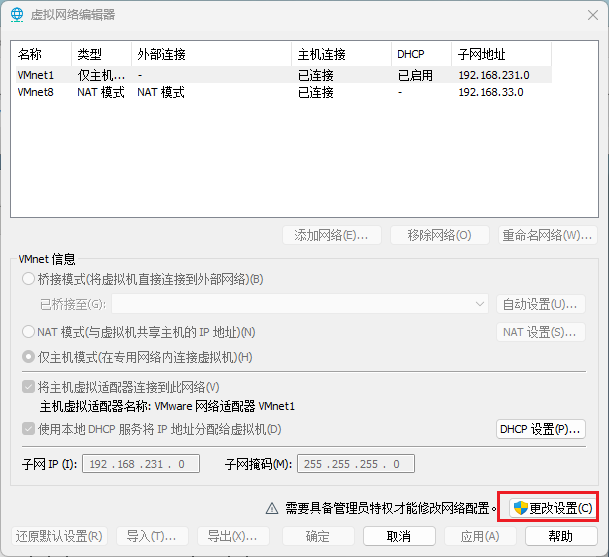 虚拟网络编辑器
名称 类型 外部连接 主机连接 DHCP 子网地址
VMnet1 仅主机... - 已连接 已启用 192.168.231.0
VMnet8 NAT 模式 NAT 模式 已连接 - 192.168.33.0
添加网络(E)... 移除网络(O) 重命名网络(W)...
VMnet 信息
桥接模式(将虚拟机直接连接到外部网络)(B)
已桥接至(G): 自动设置(U)...
NAT 模式(与虚拟机共享主机的 IP 地址)(N) NAT 设置(S)...
仅主机模式(在专用网络内连接虚拟机)(H)
将主机虚拟适配器连接到此网络(V)
主机虚拟适配器名称: VMware 网络适配器 VMnet1
使用本地 DHCP 服务将 IP 地址分配给虚拟机(D) DHCP 设置(P)...
子网 IP (I): 192 . 168 . 231 . 0 子网掩码(M): 255 . 255 . 255 . 0
需要具备管理员特权才能修改网络配置。 更改设置(C)
还原默认设置(R) 导入(T)... 导出(X)... 确定 取消 应用(A) 帮助